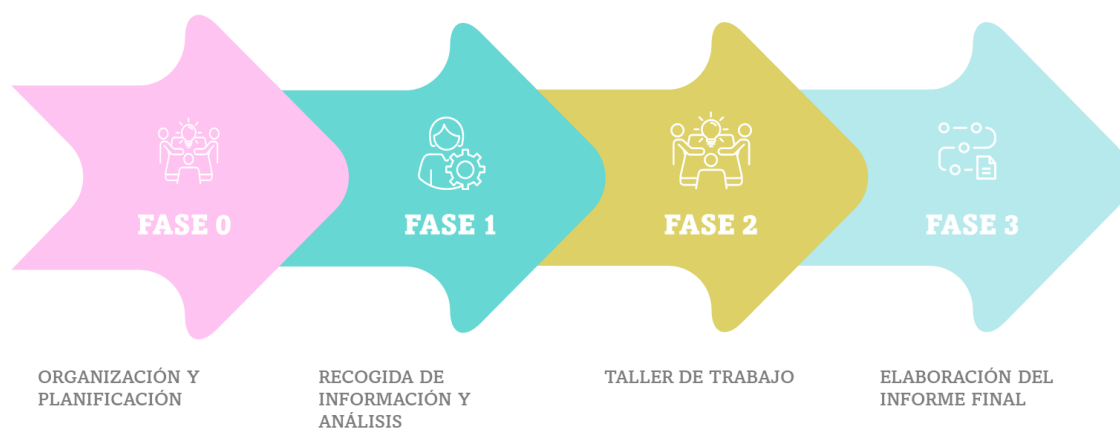 FASE 0
FASE 1
FASE 2
FASE 3
ORGANIZACIÓN Y
PLANIFICACIÓN
RECOGIDA DE
INFORMACIÓN Y
ANÁLISIS
TALLER DE TRABAJO
ELABORACIÓN DEL
INFORME FINAL